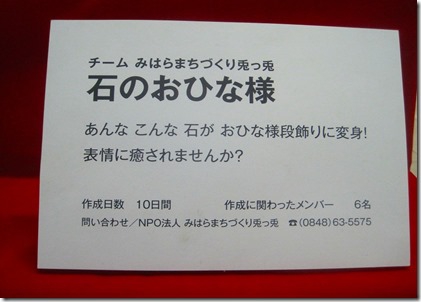 チーム みはらまちづくり兎っ兎
石のおひな様
あんな こんな 石が おひな様段飾りに変身!
表情に癒されませんか?
作成日数 10日間 作成に関わったメンバー 6名
問い合わせ/NPO法人 みはらまちづくり兎っ兎 ☎(0848)63-5575